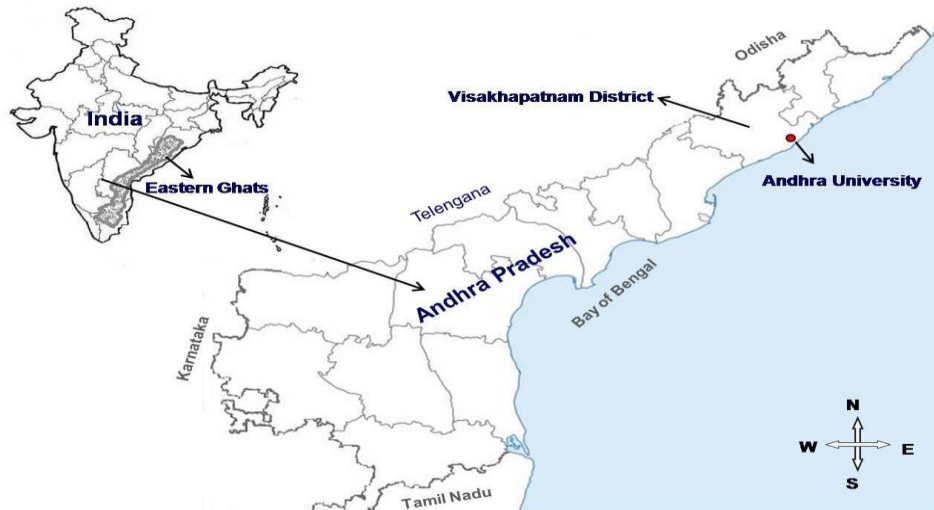 India
Eastern Ghats
Odisha
Visakhapatnam District
Andhra University
Telengana
Andhra Pradesh
Bay of Bengal
Karnataka
Tamil Nadu
N
W
E
S